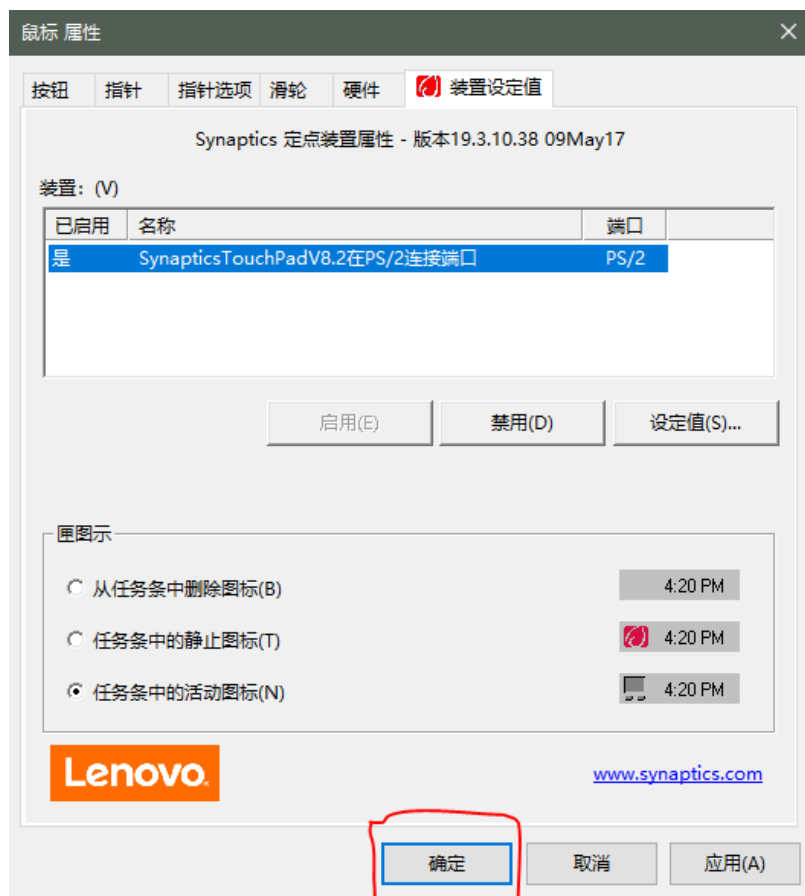 鼠标 属性
按钮 指针 指针选项 滑轮 硬件 装置设定值
Synaptics 定点装置属性 - 版本19.3.10.38 09May17
装置: (V)
已启用 名称 端口
是 SynapticsTouchPadV8.2在PS/2连接端口 PS/2
启用(E) 禁用(D) 设定值(S)...
匣图示
从任务条中删除图标(B) 4:20 PM
任务条中的静止图标(T) 4:20 PM
任务条中的活动图标(N) 4:20 PM
Lenovo. www.synaptics.com
确定 取消 应用(A)